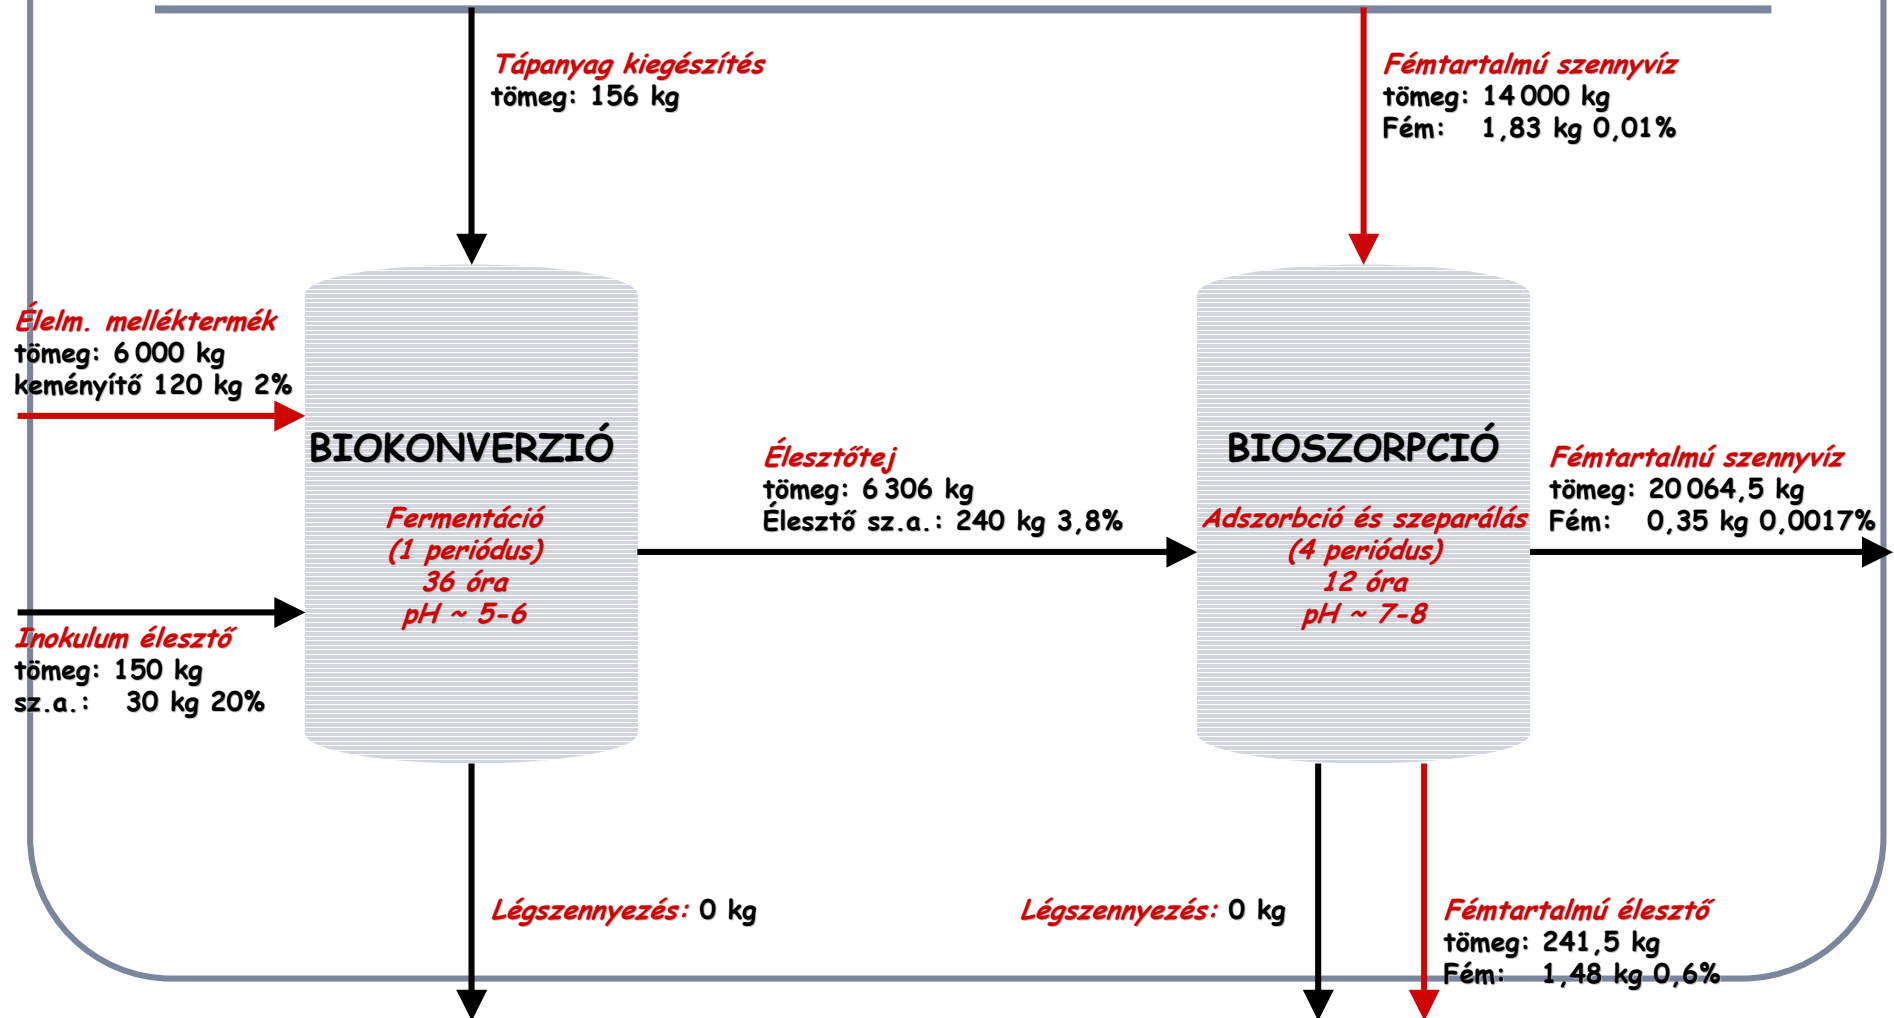 Tápanyag kiegészítés
tömeg: 156 kg
Fémtartalmú szennyvíz
tömeg: 14 000 kg
Fém: 1,83 kg 0,01%
Élelm. melléktermék
tömeg: 6 000 kg
keményítő 120 kg 2%
BIOKONVERZIÓ
Fermentáció
(1 periódus)
36 óra
pH ~ 5-6
Inokulum élesztő
tömeg: 150 kg
sz.a.: 30 kg 20%
Élesztőtej
tömeg: 6 306 kg
Élesztő sz.a.: 240 kg 3,8%
BIOSZORPCIÓ
Adszorbció és szeparálás
(4 periódus)
12 óra
pH ~ 7-8
Fémtartalmú szennyvíz
tömeg: 20 064,5 kg
Fém: 0,35 kg 0,0017%
Légszennyezés: 0 kg
Légszennyezés: 0 kg
Fémtartalmú élesztő
tömeg: 241,5 kg
Fém: 1,48 kg 0,6%